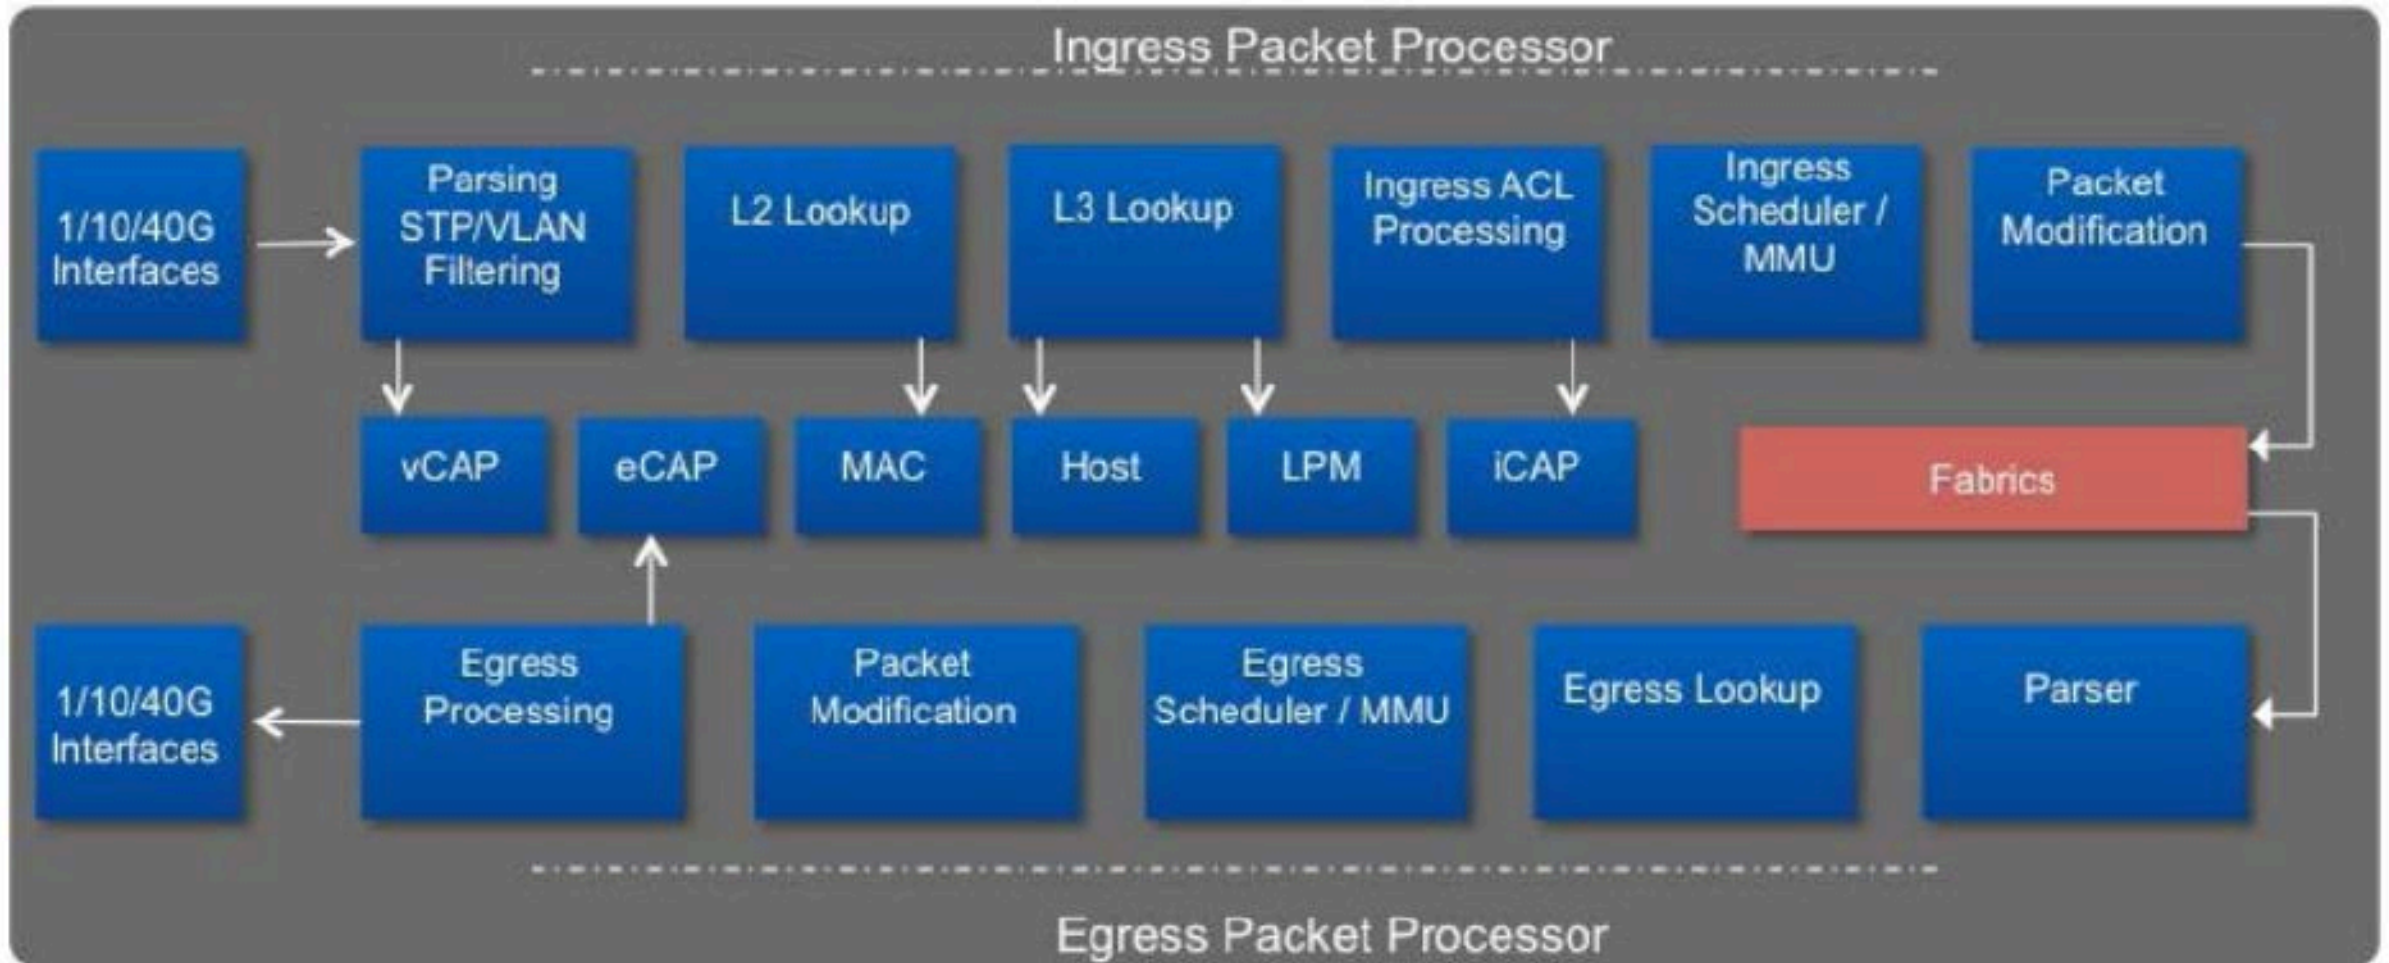 Ingress Packet Processor
1/10/40G
Interfaces
Parsing
STP/VLAN
Filtering
L2 Lookup
L3 Lookup
Ingress ACL
Processing
Ingress
Scheduler /
MMU
Packet
Modification
vCAP
eCAP
MAC
Host
LPM
iCAP
Fabrics
1/10/40G
Interfaces
Egress
Processing
Packet
Modification
Egress
Scheduler / MMU
Egress Lookup
Parser
Egress Packet Processor